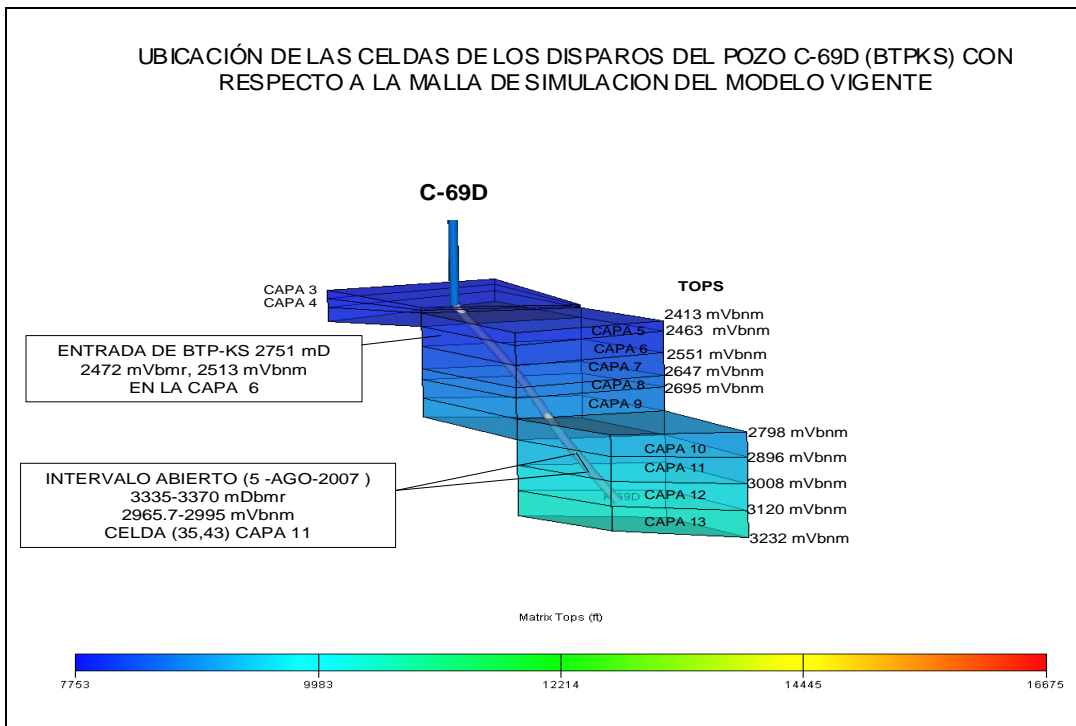 UBICACIÓN DE LAS CELDAS DE LOS DISPAROS DEL POZO C-69D (BTPKS) CON
RESPECTO A LA MALLA DE SIMULACION DEL MODELO VIGENTE
C-69D
CAPA 3
CAPA 4
TOPS
2413 mVbnm
CAPA 5
2463 mVbnm
CAPA 6
2551 mVbnm
CAPA 7
2647 mVbnm
CAPA 8
2695 mVbnm
CAPA 9
ENTRADA DE BTP-KS 2751 mD
2472 mVbmr, 2513 mVbnm
EN LA CAPA 6
2798 mVbnm
CAPA 10
2896 mVbnm
CAPA 11
3008 mVbnm
CAPA 12
3120 mVbnm
CAPA 13
3232 mVbnm
INTERVALO ABIERTO (5 -AGO-2007 )
3335-3370 mDbmr
2965.7-2995 mVbnm
CELDA (35,43) CAPA 11
Matrix Tops (ft)
7753
9983
12214
14445
16675